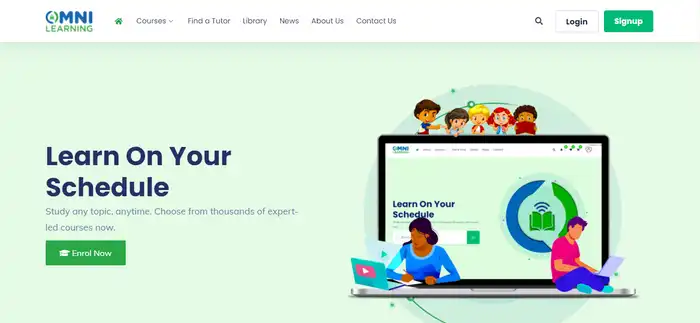 OMNI
LEARNING
Courses
Find a Tutor
Library
News
About Us
Contact Us
Login
Signup
Learn On Your
Schedule
Study any topic, anytime. Choose from thousands of expert-
led courses now.
Enrol Now
OMNI
Learn On Your
Schedule